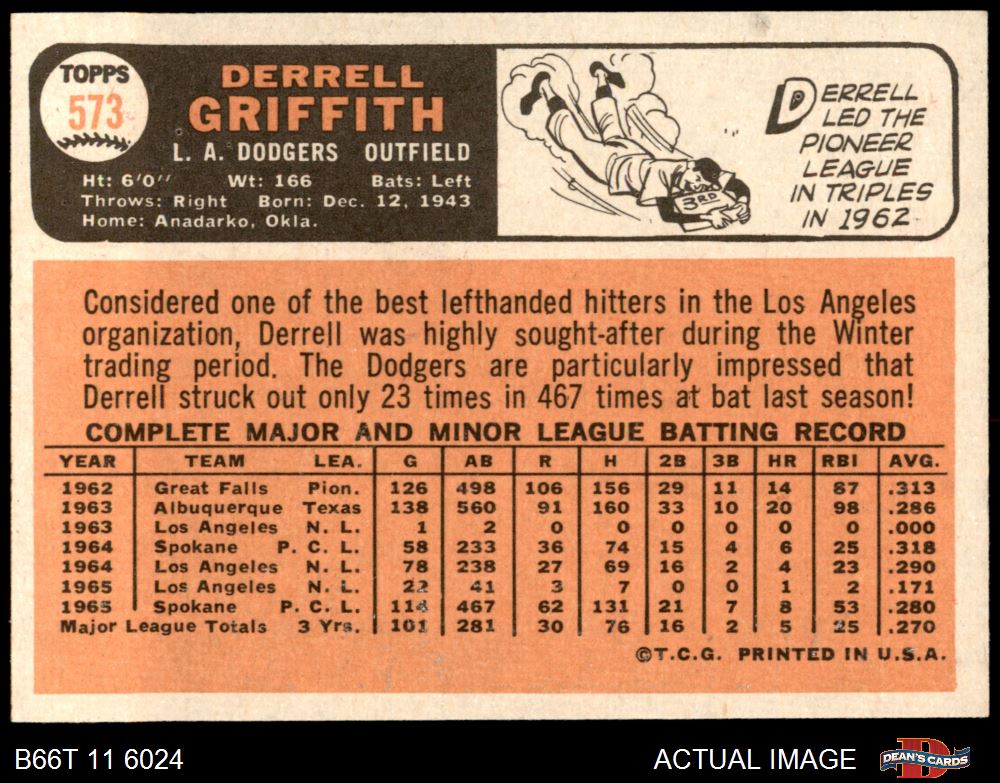 TOPPS
573
DERRELL
GRIFFITH
L. A. DODGERS OUTFIELD
Ht: 6'0" Wt: 166 Bats: Left
Throws: Right Born: Dec. 12, 1943
Home: Anadarko, Okla.
3RD
DERRELL
LED THE
PIONEER
LEAGUE
IN TRIPLES
IN 1962
Considered one of the best lefthanded hitters in the Los Angeles
organization, Derrell was highly sought-after during the Winter
trading period. The Dodgers are particularly impressed that
Derrell struck out only 23 times in 467 times at bat last season!
COMPLETE MAJOR AND MINOR LEAGUE BATTING RECORD
YEAR TEAM LEA. G AB R H 2B 3B HR RBI AVG.
1962 Great Falls Pion. 126 498 106 156 29 11 14 87 .313
1963 Albuquerque Texas 138 560 91 160 33 10 20 98 .286
1963 Los Angeles N. L. 1 2 0 0 0 0 0 0 .000
1964 Spokane P. C. L. 58 233 36 74 15 4 6 25 .318
1964 Los Angeles N. L. 78 238 27 69 16 2 4 23 .290
1965 Los Angeles N. L. 22 41 3 7 0 0 1 2 .171
1965 Spokane P. C. L. 114 467 62 131 21 7 8 53 .280
Major League Totals 3 Yrs. 101 281 30 76 16 2 5 25 .270
©T.C.G. PRINTED IN U.S.A.
B66T 11 6024 ACTUAL IMAGE
DEAN'S CARDS